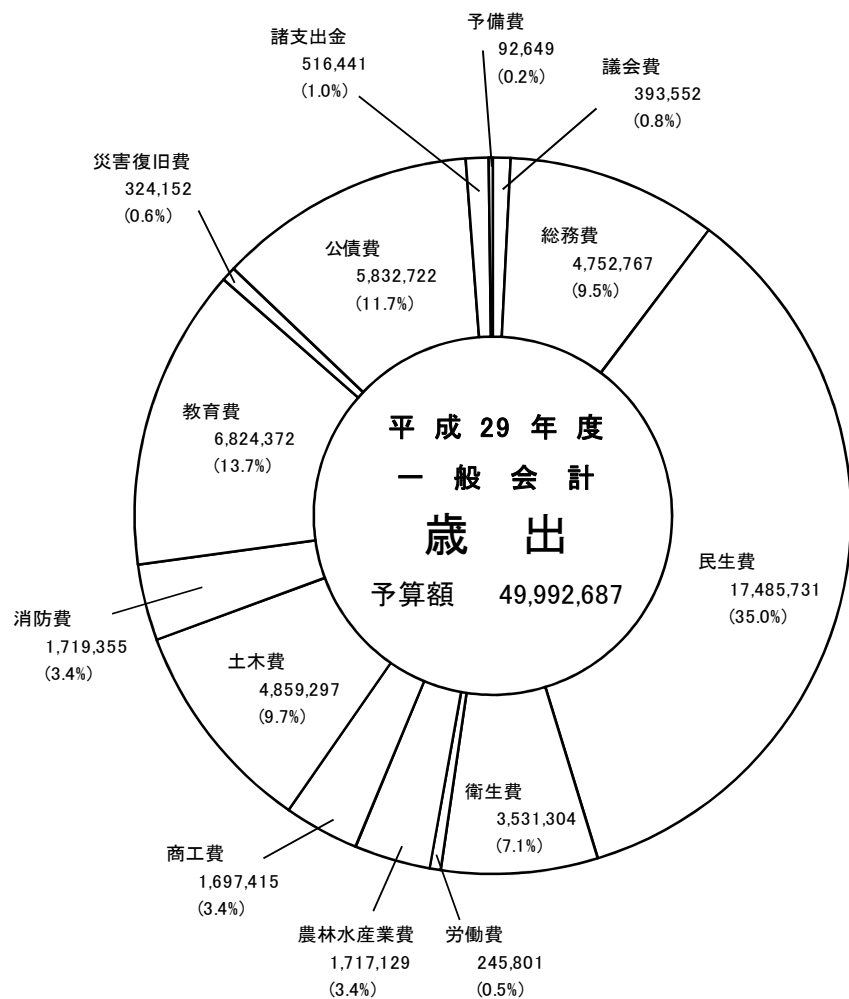 予備費
92,649
(0.2%)
議会費
393,552
(0.8%)
総務費
4,752,767
(9.5%)
民生費
17,485,731
(35.0%)
衛生費
3,531,304
(7.1%)
労働費
245,801
(0.5%)
農林水産業費
1,717,129
(3.4%)
商工費
1,697,415
(3.4%)
土木費
4,859,297
(9.7%)
消防費
1,719,355
(3.4%)
教育費
6,824,372
(13.7%)
災害復旧費
324,152
(0.6%)
公債費
5,832,722
(11.7%)
諸支出金
516,441
(1.0%)
平成29年度
一般会計
歳出
予算額 49,992,687